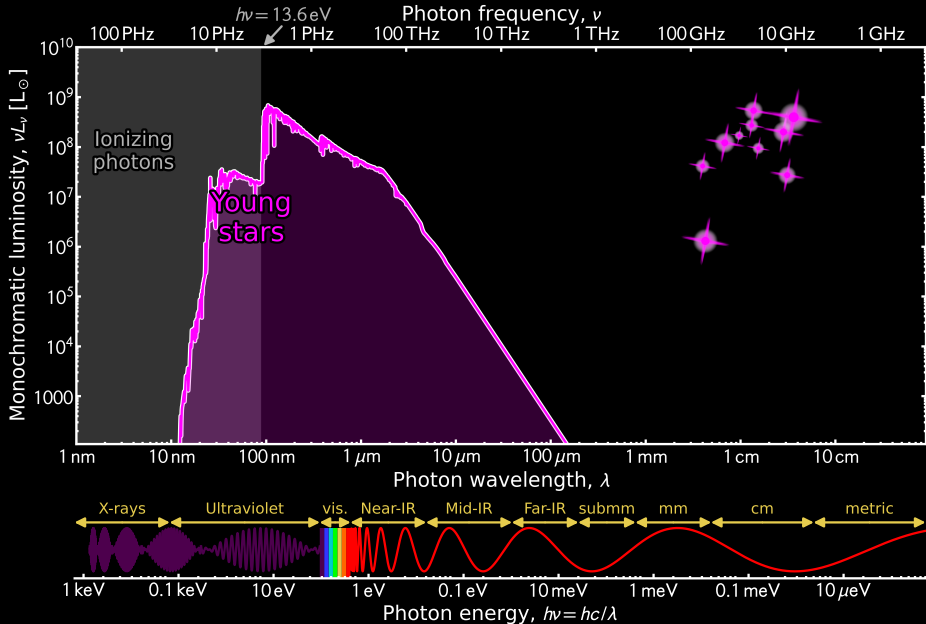 hν = 13.6 eV
Photon frequency, ν
100 PHz 10 PHz 1 PHz 100 THz 10 THz 1 THz 100 GHz 10 GHz 1 GHz
Monochromatic luminosity, νLν [L⊙]
10¹⁰
10⁹
10⁸
10⁷
10⁶
10⁵
10⁴
1000
Ionizing
photons
Young
stars
1 nm 10 nm 100 nm 1 μm 10 μm 100 μm 1 mm 1 cm 10 cm
Photon wavelength, λ
X-rays Ultraviolet vis. Near-IR Mid-IR Far-IR submm mm cm metric
1 keV 0.1 keV 10 eV 1 eV 0.1 eV 10 meV 1 meV 0.1 meV 10 μeV
Photon energy, hν = hc/λ